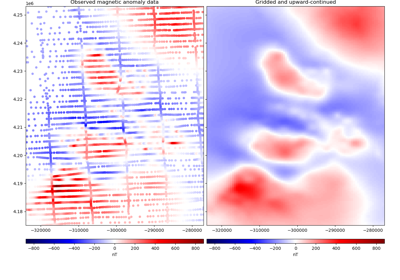 Observed magnetic anomaly data
Gridded and upward-continued
1e6
4.25
4.24
4.23
4.22
4.21
4.20
4.19
4.18
−320000 −310000 −300000 −290000 −280000
−320000 −310000 −300000 −290000 −280000
−800 −600 −400 −200 0 200 400 600 800
−800 −600 −400 −200 0 200 400 600 800
nT
nT